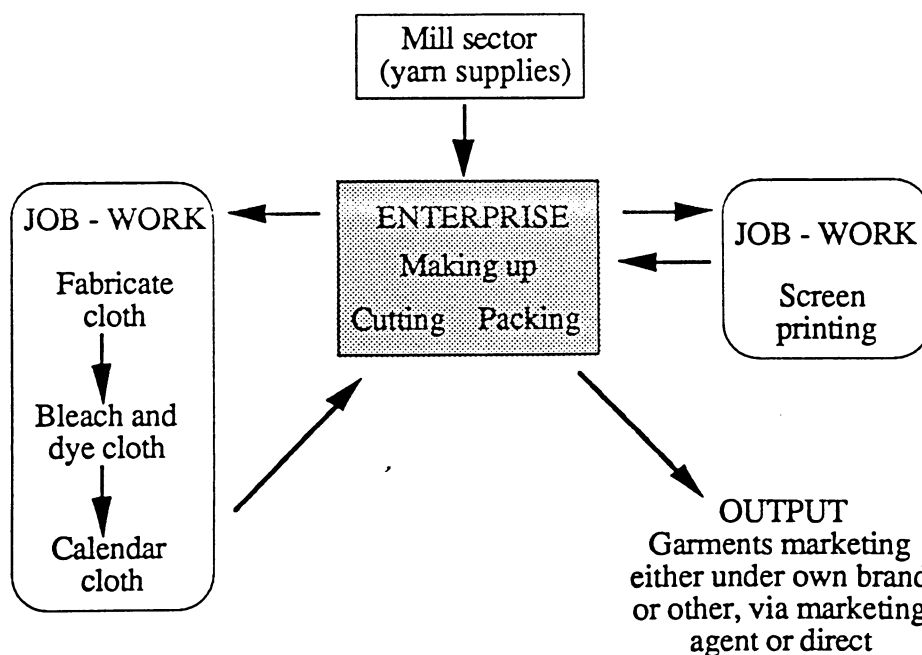 Mill sector
(yarn supplies)
JOB - WORK
Fabricate
cloth
Bleach and
dye cloth
Calendar
cloth
ENTERPRISE
Making up
Cutting Packing
JOB - WORK
Screen
printing
OUTPUT
Garments marketing
either under own brand
or other, via marketing
agent or direct